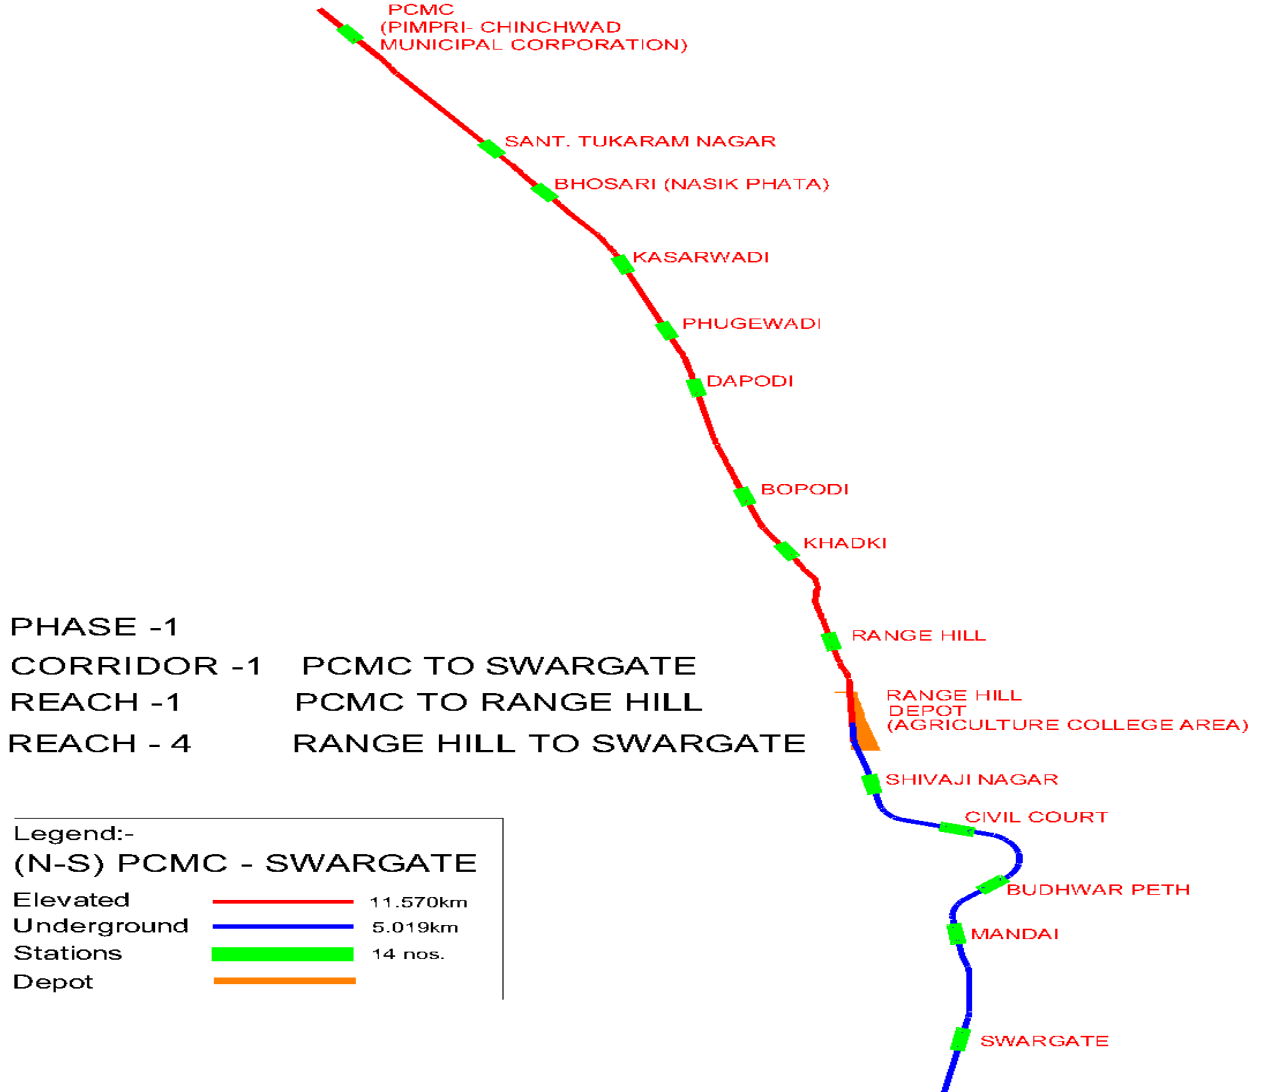 PCMC
(PIMPRI- CHINCHWAD
MUNICIPAL CORPORATION)
SANT. TUKARAM NAGAR
BHOSARI (NASIK PHATA)
KASARWADI
PHUGEWADI
DAPODI
BOPODI
KHADKI
RANGE HILL
RANGE HILL
DEPOT
(AGRICULTURE COLLEGE AREA)
SHIVAJI NAGAR
CIVIL COURT
BUDHWAR PETH
MANDAI
SWARGATE
PHASE -1
CORRIDOR -1 PCMC TO SWARGATE
REACH -1 PCMC TO RANGE HILL
REACH - 4 RANGE HILL TO SWARGATE
Legend:-
(N-S) PCMC - SWARGATE
Elevated 11.570km
Underground 5.019km
Stations 14 nos.
Depot